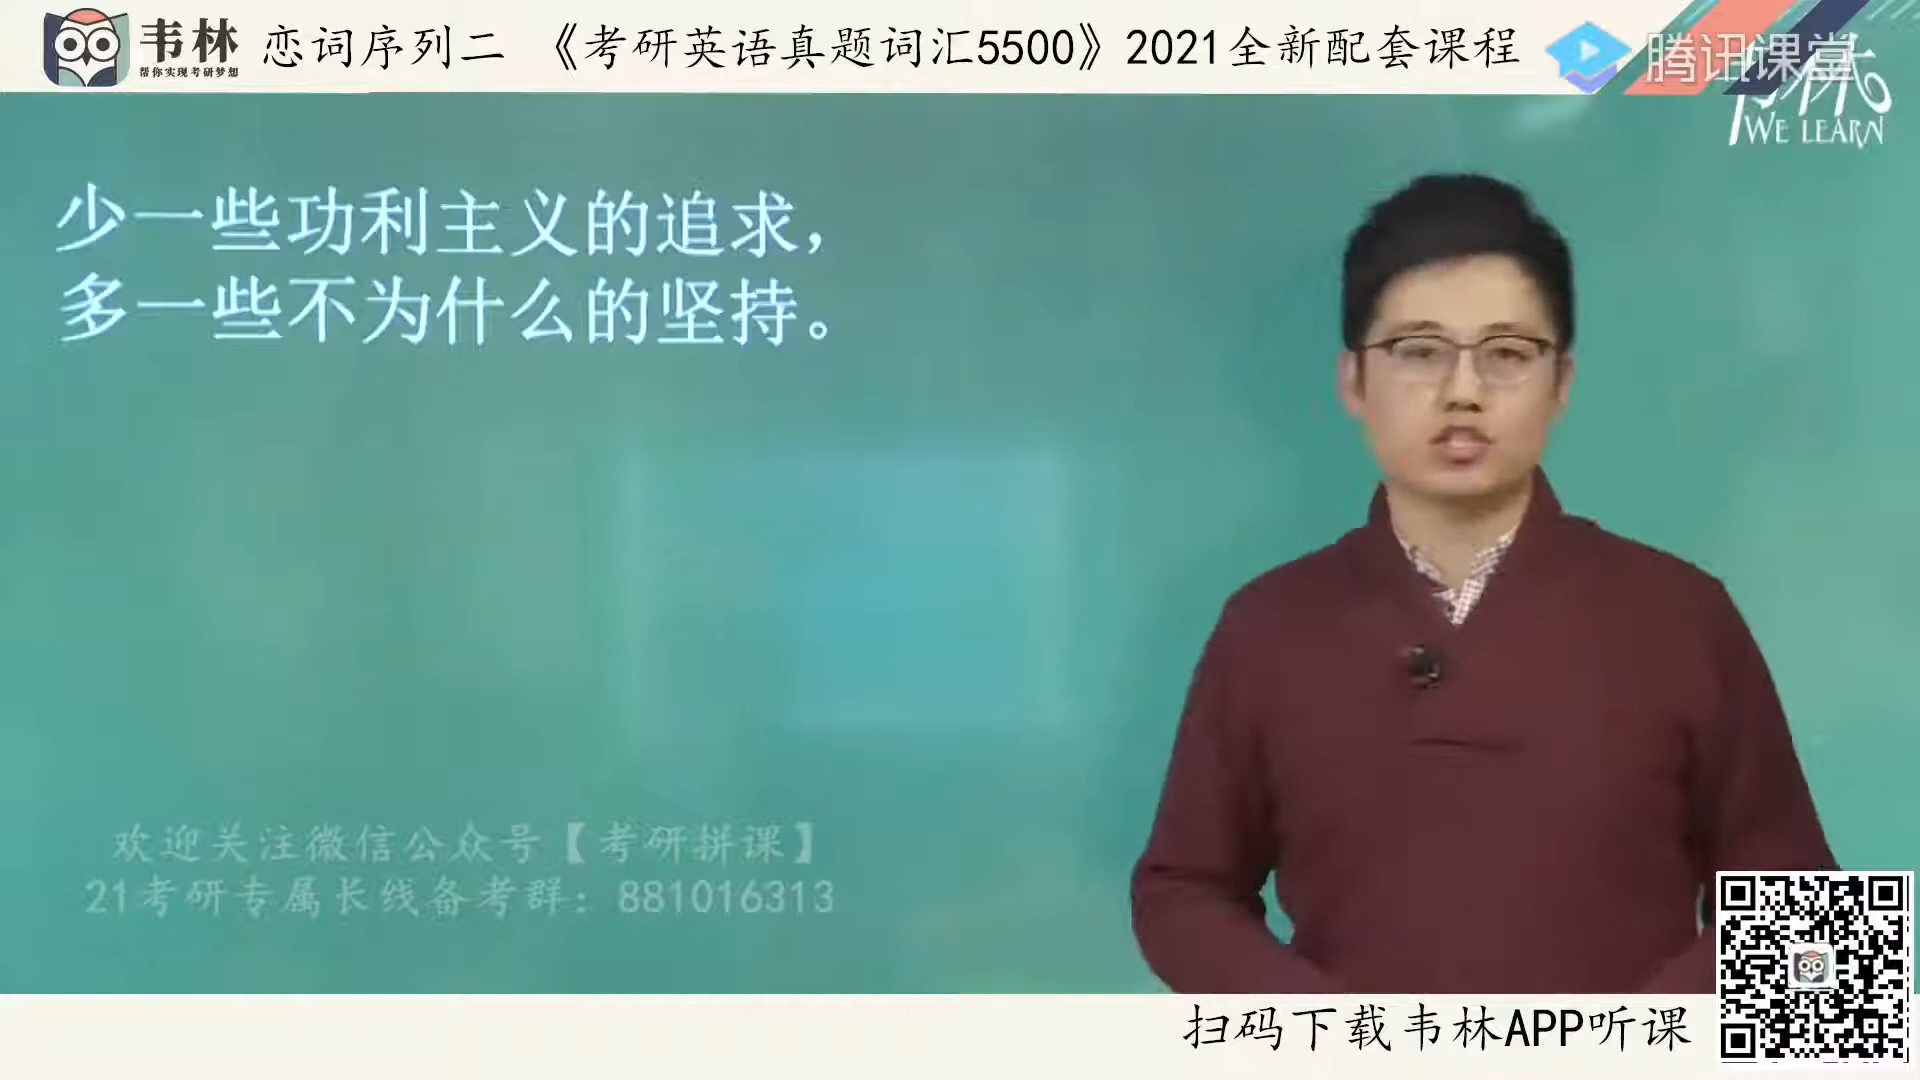 韦林
帮你实现考研梦想
恋词序列二 《考研英语真题词汇5500》2021全新配套课程
腾讯课堂
WE LEARN
少一些功利主义的追求，
多一些不为什么的坚持。
欢迎关注微信公众号【考研拼课】
21考研专属长线备考群：881016313
扫码下载韦林APP听课